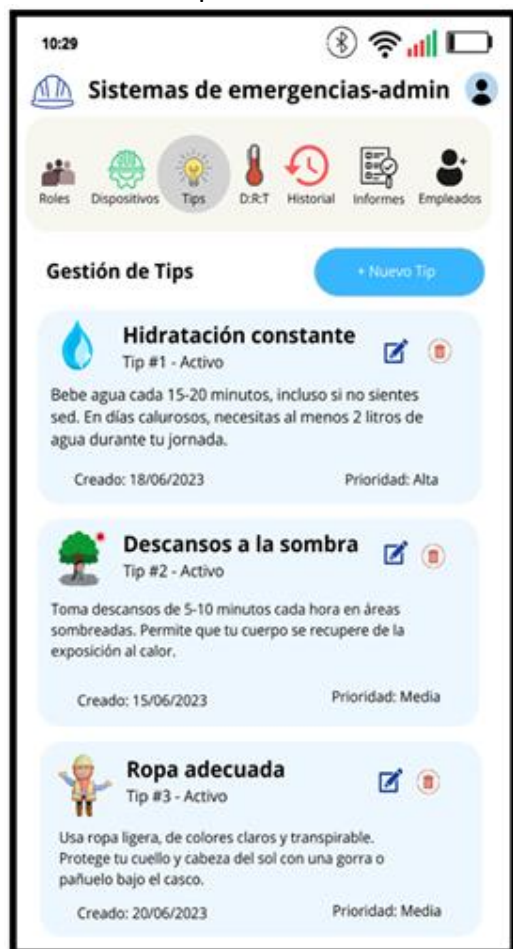 10:29
Sistemas de emergencias-admin
Roles Dispositivos Tips D:R:T Historial Informes Empleados
Gestión de Tips
+ Nuevo Tip
Hidratación constante
Tip #1 - Activo
Bebe agua cada 15-20 minutos, incluso si no sientes
sed. En días calurosos, necesitas al menos 2 litros de
agua durante tu jornada.
Creado: 18/06/2023 Prioridad: Alta
Descansos a la sombra
Tip #2 - Activo
Toma descansos de 5-10 minutos cada hora en áreas
sombreadas. Permite que tu cuerpo se recupere de la
exposición al calor.
Creado: 15/06/2023 Prioridad: Media
Ropa adecuada
Tip #3 - Activo
Usa ropa ligera, de colores claros y transpirable.
Protege tu cuello y cabeza del sol con una gorra o
pañuelo bajo el casco.
Creado: 20/06/2023 Prioridad: Media